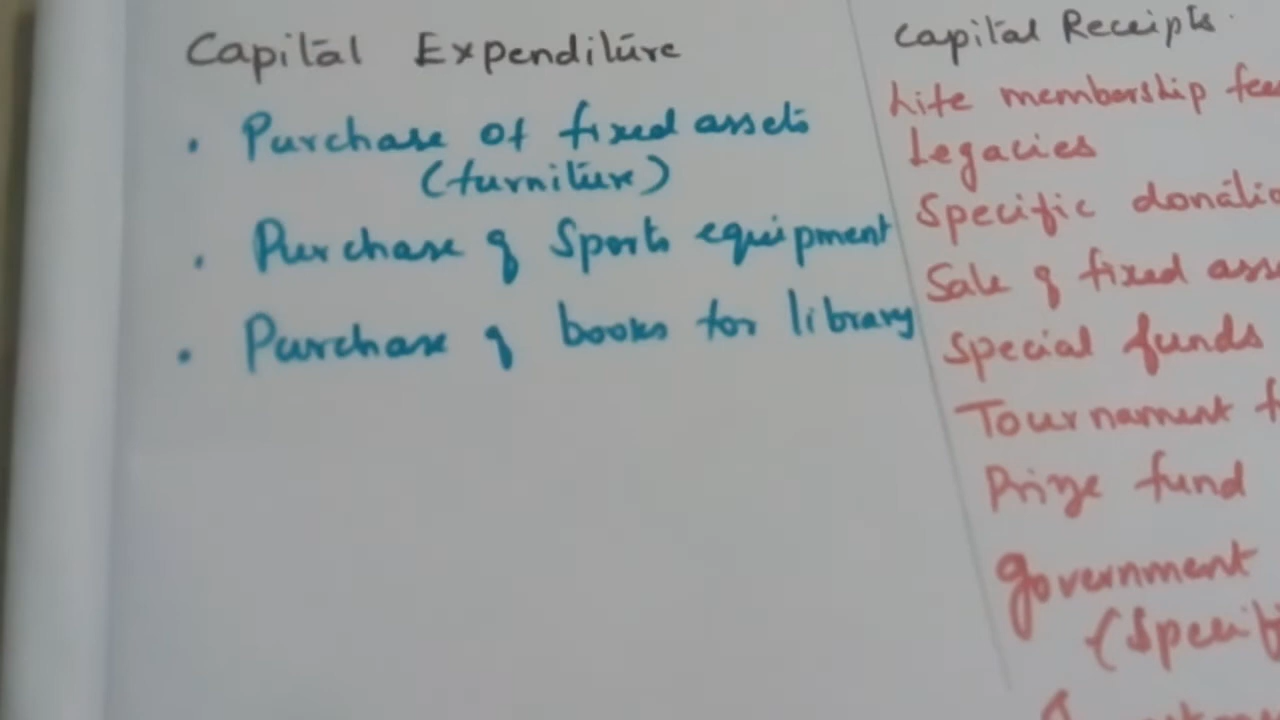 Capital Expenditure
• Purchase of fixed assets
(furniture)
• Purchase of Sports equipment
• Purchase of books for library
Capital Receipts.
Life membership
Legacies
Specific
Sale of fixed
Special funds
Tournament
Prize fund
Government